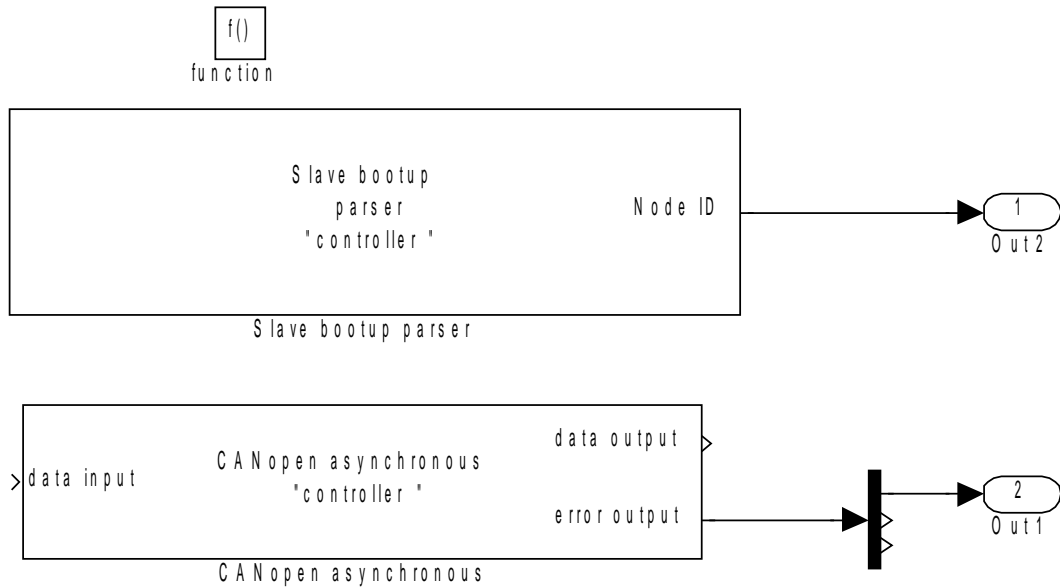 f()
function
Slave bootup
parser
"controller "
Node ID
1
Out2
Slave bootup parser
data input
CANopen asynchronous
"controller "
data output
error output
2
Out1
CANopen asynchronous